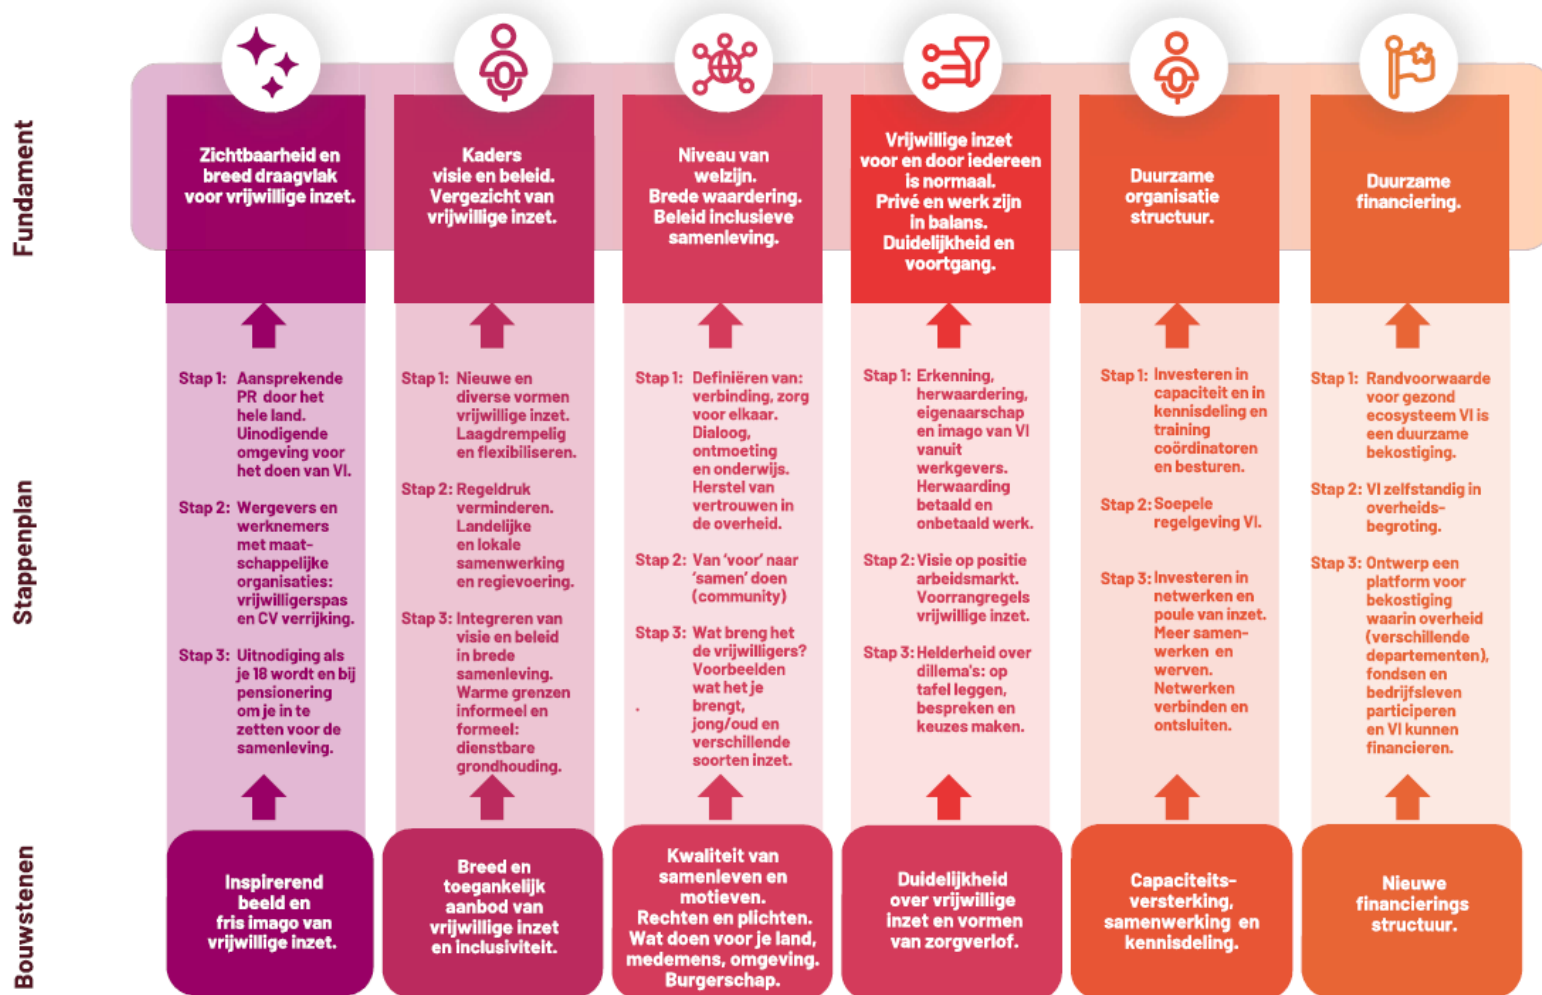 Fundament
Zichtbaarheid en
breed draagvlak
voor vrijwillige inzet.
Kaders
visie en beleid.
Vergezicht van
vrijwillige inzet.
Niveau van
welzijn.
Brede waardering.
Beleid inclusieve
samenleving.
Vrijwillige inzet
voor en door iedereen
is normaal.
Privé en werk zijn
in balans.
Duidelijkheid en
voortgang.
Duurzame
organisatie
structuur.
Duurzame
financiering.
Stappenplan
Stap 1: Aansprekende
PR door het
hele land.
Uinodigende
omgeving voor
het doen van VI.
Stap 2: Wergevers en
werknemers
met maat-
schappelijke
organisaties:
vrijwilligerspas
en CV verrijking.
Stap 3: Uitnodiging als
je 18 wordt en bij
pensionering
om je in te
zetten voor de
samenleving.
Stap 1: Nieuwe en
diverse vormen
vrijwillige inzet.
Laagdrempelig
en flexibiliseren.
Stap 2: Regeldruk
verminderen.
Landelijke
en lokale
samenwerking
en regievoering.
Stap 3: Integreren van
visie en beleid
in brede
samenleving.
Warme grenzen
informeel en
formeel:
dienstbare
grondhouding.
Stap 1: Definiëren van:
verbinding, zorg
voor elkaar.
Dialoog,
ontmoeting
en onderwijs.
Herstel van
vertrouwen in
de overheid.
Stap 2: Van ‘voor’ naar
‘samen’ doen
(community)
Stap 3: Wat breng het
de vrijwilligers?
Voorbeelden
wat het je
. brengt,
jong/oud en
verschillende
soorten inzet.
Stap 1: Erkenning,
herwaardering,
eigenaarschap
en imago van VI
vanuit
werkgevers.
Herwaarding
betaald en
onbetaald werk.
Stap 2: Visie op positie
arbeidsmarkt.
Voorrangregels
vrijwillige inzet.
Stap 3: Helderheid over
dillema's: op
tafel leggen,
bespreken en
keuzes maken.
Stap 1: Investeren in
capaciteit en in
kennisdeling en
training
coördinatoren
en besturen.
Stap 2: Soepele
regelgeving VI.
Stap 3: Investeren in
netwerken en
poule van inzet.
Meer samen-
werken en
werven.
Netwerken
verbinden en
ontsluiten.
Stap 1: Randvoorwaarde
voor gezond
ecosysteem VI is
een duurzame
bekostiging.
Stap 2: VI zelfstandig in
overheids-
begroting.
Stap 3: Ontwerp een
platform voor
bekostiging
waarin overheid
(verschillende
departementen),
fondsen en
bedrijfsleven
participeren
en VI kunnen
financieren.
Bouwstenen
Inspirerend
beeld en
fris imago van
vrijwillige inzet.
Breed en
toegankelijk
aanbod van
vrijwillige inzet
en inclusiviteit.
Kwaliteit van
samenleven en
motieven.
Rechten en plichten.
Wat doen voor je land,
medemens, omgeving.
Burgerschap.
Duidelijkheid
over vrijwillige
inzet en vormen
van zorgverlof.
Capaciteits-
versterking,
samenwerking en
kennisdeling.
Nieuwe
financierings
structuur.